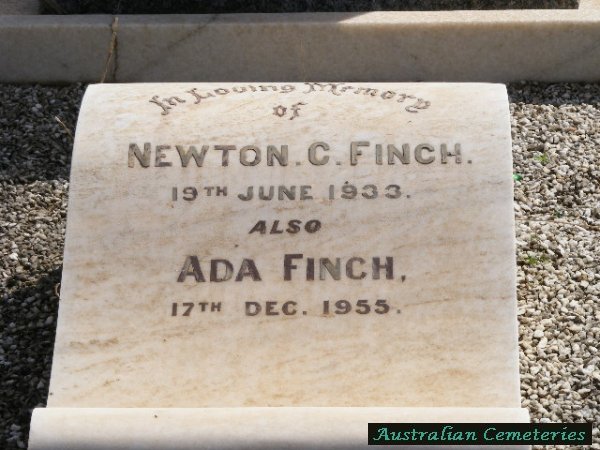 In Loving Memory
of
NEWTON. C. FINCH.
19TH JUNE 1933.
ALSO
ADA FINCH,
17TH DEC. 1955.
Australian Cemeteries